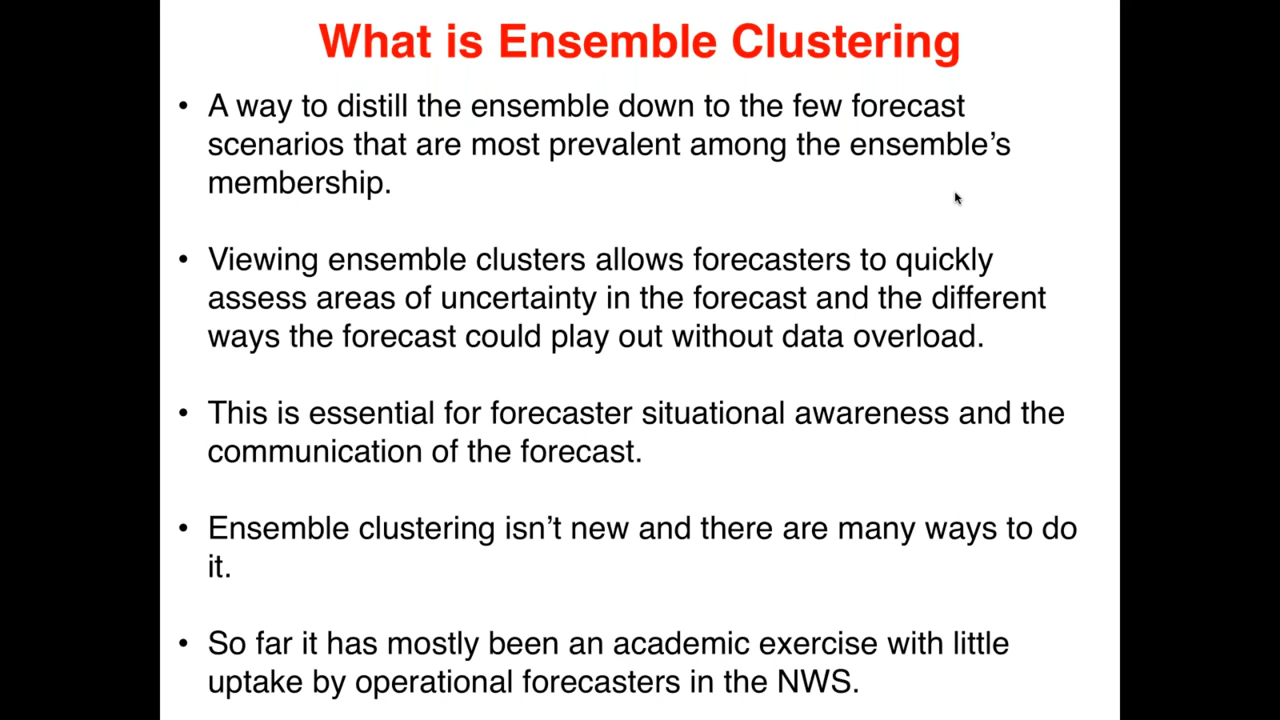 What is Ensemble Clustering
• A way to distill the ensemble down to the few forecast
scenarios that are most prevalent among the ensemble’s
membership.
• Viewing ensemble clusters allows forecasters to quickly
assess areas of uncertainty in the forecast and the different
ways the forecast could play out without data overload.
• This is essential for forecaster situational awareness and the
communication of the forecast.
• Ensemble clustering isn’t new and there are many ways to do
it.
• So far it has mostly been an academic exercise with little
uptake by operational forecasters in the NWS.